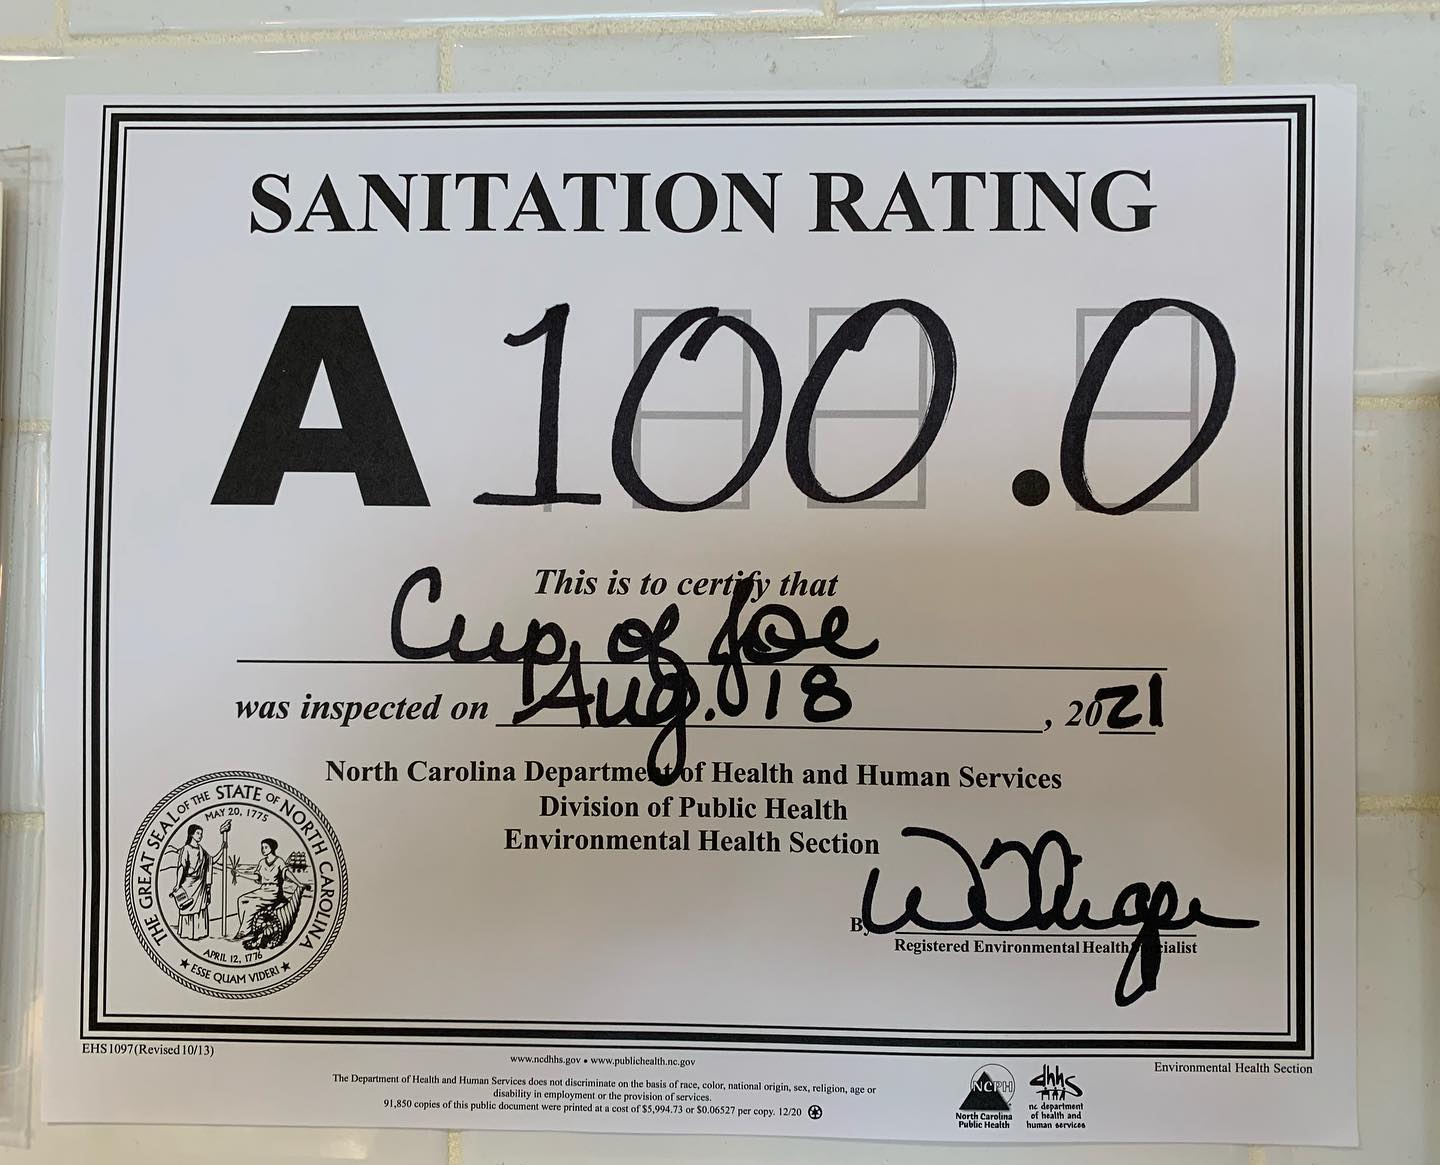 SANITATION RATING
A 100.0
This is to certify that
Cup of Joe
was inspected on Aug. 18, 2021
North Carolina Department of Health and Human Services
Division of Public Health
Environmental Health Section
By
Registered Environmental Health Specialist
THE GREAT SEAL OF THE STATE OF NORTH CAROLINA
MAY 20, 1775
APRIL 12, 1776
★ ESSE QUAM VIDERI ★
EHS 1097 (Revised 10/13)
www.ncdhhs.gov • www.publichealth.nc.gov
Environmental Health Section
The Department of Health and Human Services does not discriminate on the basis of race, color, national origin, sex, religion, age or
disability in employment or the provision of services.
91,850 copies of this public document were printed at a cost of $5,994.73 or $0.06527 per copy. 12/20
NCPH
North Carolina
Public Health
dhhs
nc department
of health and
human services